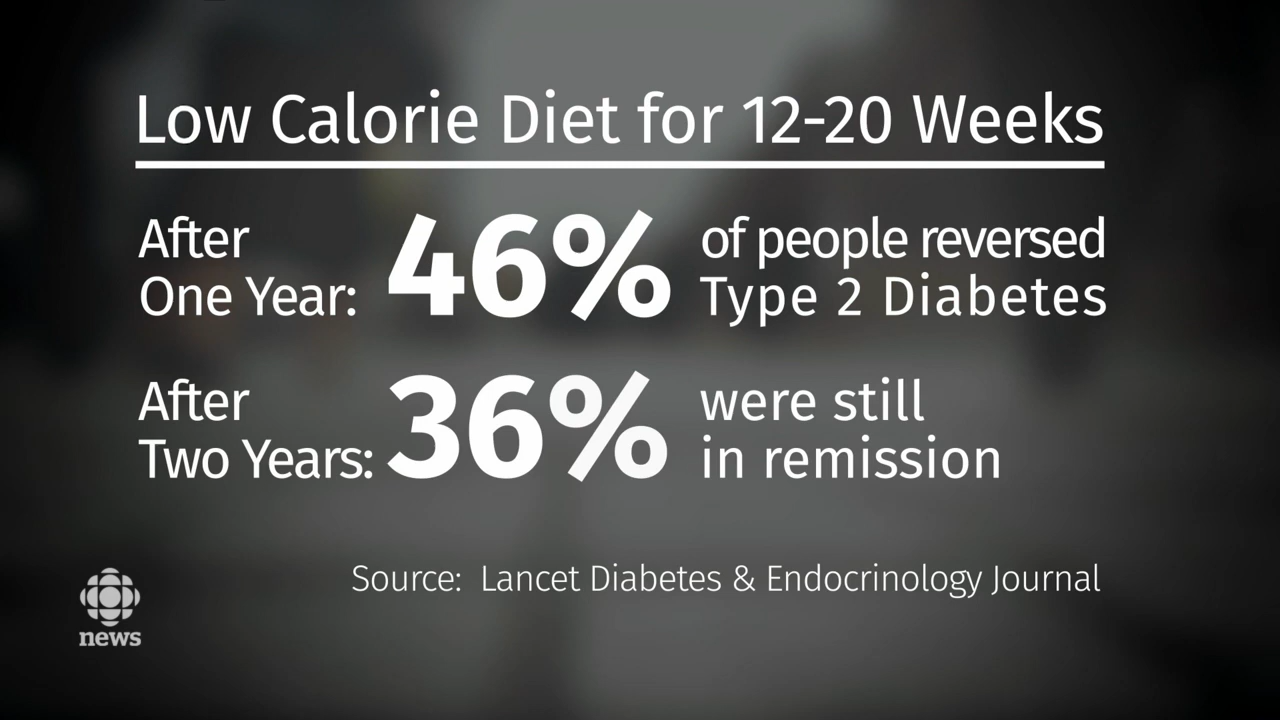 Low Calorie Diet for 12-20 Weeks
After
One Year:
46%
of people reversed
Type 2 Diabetes
After
Two Years:
36%
were still
in remission
Source: Lancet Diabetes & Endocrinology Journal
news